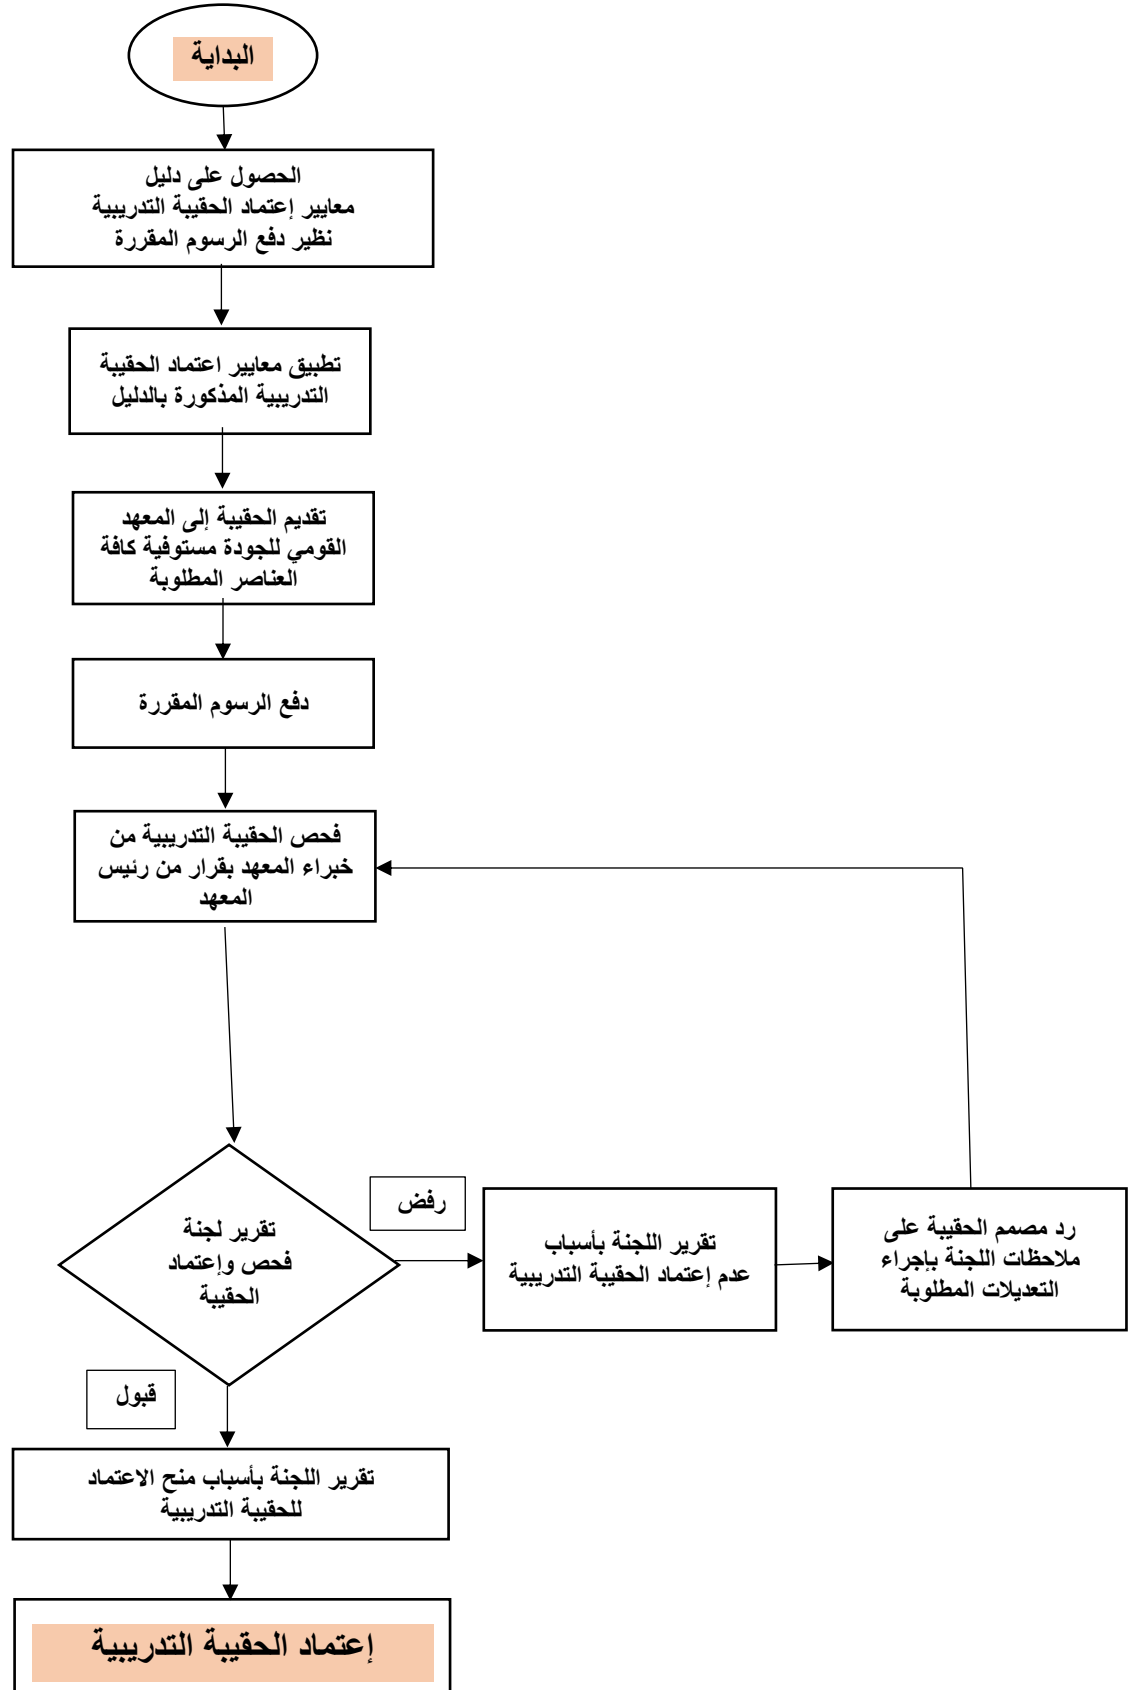 البداية
الحصول على دليل
معايير إعتماد الحقيبة التدريبية
نظير دفع الرسوم المقررة
تطبيق معايير اعتماد الحقيبة
التدريبية المذكورة بالدليل
تقديم الحقيبة إلى المعهد
القومي للجودة مستوفية كافة
العناصر المطلوبة
دفع الرسوم المقررة
فحص الحقيبة التدريبية من
خبراء المعهد بقرار من رئيس
المعهد
تقرير لجنة
فحص وإعتماد
الحقيبة
رفض
تقرير اللجنة بأسباب
عدم إعتماد الحقيبة التدريبية
رد مصمم الحقيبة على
ملاحظات اللجنة بإجراء
التعديلات المطلوبة
قبول
تقرير اللجنة بأسباب منح الاعتماد
للحقيبة التدريبية
إعتماد الحقيبة التدريبية